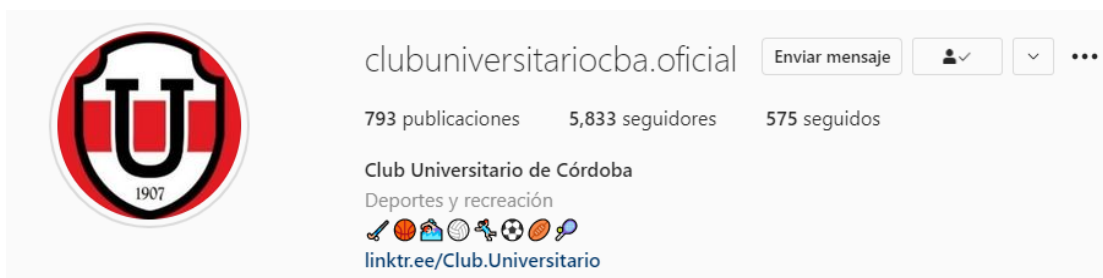 U
1907
clubuniversitariocba.oficial Enviar mensaje
793 publicaciones 5,833 seguidores 575 seguidos
Club Universitario de Córdoba
Deportes y recreación
🏑🏀🤽🏐🤾⚽🏉🎾
linktr.ee/Club.Universitario